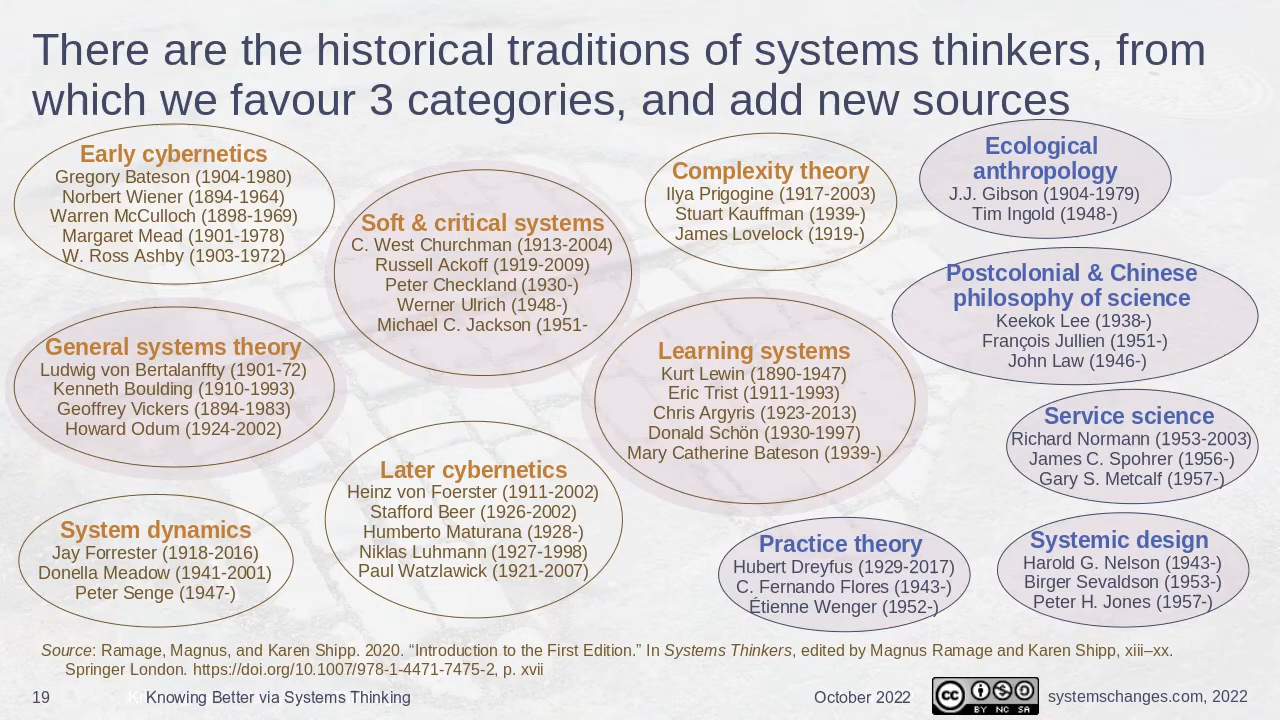 There are the historical traditions of systems thinkers, from
which we favour 3 categories, and add new sources
Early cybernetics
Gregory Bateson (1904-1980)
Norbert Wiener (1894-1964)
Warren McCulloch (1898-1969)
Margaret Mead (1901-1978)
W. Ross Ashby (1903-1972)
Soft & critical systems
C. West Churchman (1913-2004)
Russell Ackoff (1919-2009)
Peter Checkland (1930-)
Werner Ulrich (1948-)
Michael C. Jackson (1951-
Complexity theory
Ilya Prigogine (1917-2003)
Stuart Kauffman (1939-)
James Lovelock (1919-)
Ecological
anthropology
J.J. Gibson (1904-1979)
Tim Ingold (1948-)
Postcolonial & Chinese
philosophy of science
Keekok Lee (1938-)
François Jullien (1951-)
John Law (1946-)
General systems theory
Ludwig von Bertalanffty (1901-72)
Kenneth Boulding (1910-1993)
Geoffrey Vickers (1894-1983)
Howard Odum (1924-2002)
Learning systems
Kurt Lewin (1890-1947)
Eric Trist (1911-1993)
Chris Argyris (1923-2013)
Donald Schön (1930-1997)
Mary Catherine Bateson (1939-)
Service science
Richard Normann (1953-2003)
James C. Spohrer (1956-)
Gary S. Metcalf (1957-)
Later cybernetics
Heinz von Foerster (1911-2002)
Stafford Beer (1926-2002)
Humberto Maturana (1928-)
Niklas Luhmann (1927-1998)
Paul Watzlawick (1921-2007)
System dynamics
Jay Forrester (1918-2016)
Donella Meadow (1941-2001)
Peter Senge (1947-)
Practice theory
Hubert Dreyfus (1929-2017)
C. Fernando Flores (1943-)
Étienne Wenger (1952-)
Systemic design
Harold G. Nelson (1943-)
Birger Sevaldson (1953-)
Peter H. Jones (1957-)
Source: Ramage, Magnus, and Karen Shipp. 2020. “Introduction to the First Edition.” In Systems Thinkers, edited by Magnus Ramage and Karen Shipp, xiii–xx.
Springer London. https://doi.org/10.1007/978-1-4471-7475-2, p. xvii
19
Knowing Better via Systems Thinking
October 2022
cc
BY NC SA
systemschanges.com, 2022